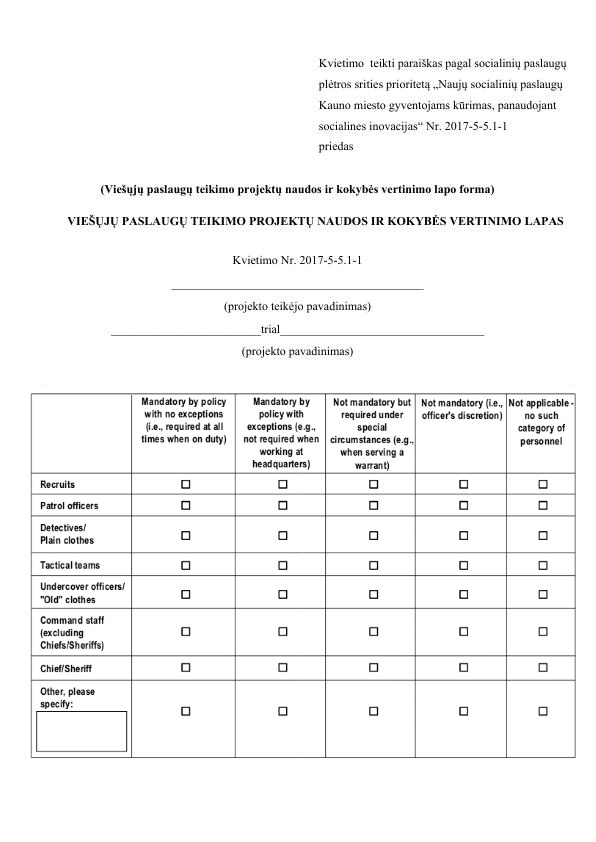 Kvietimo  teikti paraiškas pagal socialinių paslaugų
plėtros srities prioritetą „Naujų socialinių paslaugų
Kauno miesto gyventojams kūrimas, panaudojant
socialines inovacijas“ Nr. 2017-5-5.1-1
priedas
(Viešųjų paslaugų teikimo projektų naudos ir kokybės vertinimo lapo forma)
VIEŠŲJŲ PASLAUGŲ TEIKIMO PROJEKTŲ NAUDOS IR KOKYBĖS VERTINIMO LAPAS
Kvietimo Nr. 2017-5-5.1-1
__________________________________________
(projekto teikėjo pavadinimas)
_________________________trial__________________________________
(projekto pavadinimas)
Mandatory by policy
with no exceptions
(i.e., required at all
times when on duty)
Mandatory by
policy with
exceptions (e.g.,
not required when
working at
headquarters)
Not mandatory but
required under
special
circumstances (e.g.,
when serving a
warrant)
Not mandatory (i.e.,
officer's discretion)
Not applicable -
no such
category of
personnel
Recruits
Patrol officers
Detectives/
Plain clothes
Tactical teams
Undercover officers/
"Old" clothes
Command staff
(excluding
Chiefs/Sheriffs)
Chief/Sheriff
Other, please
specify: